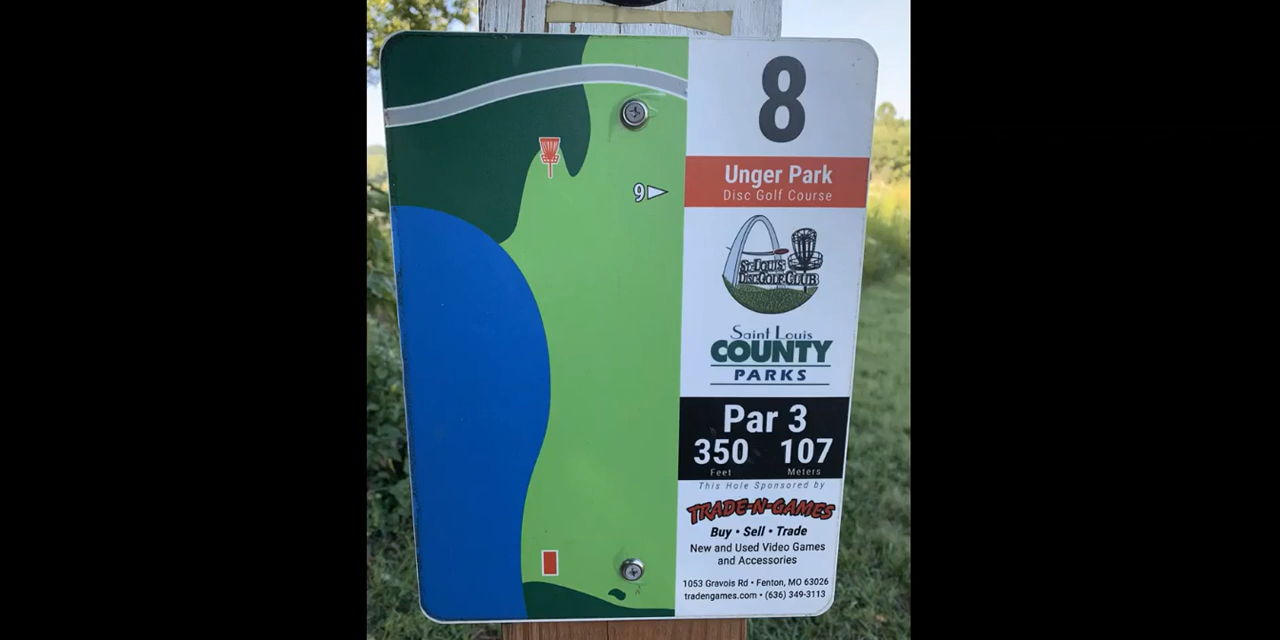 8
Unger Park
Disc Golf Course
9
St. Louis
Disc Golf Club
Saint Louis
COUNTY
PARKS
Par 3
350 107
Feet Meters
This Hole Sponsored by
TRADE-N-GAMES
Buy • Sell • Trade
New and Used Video Games
and Accessories
1053 Gravois Rd • Fenton, MO 63026
tradengames.com • (636) 349-3113